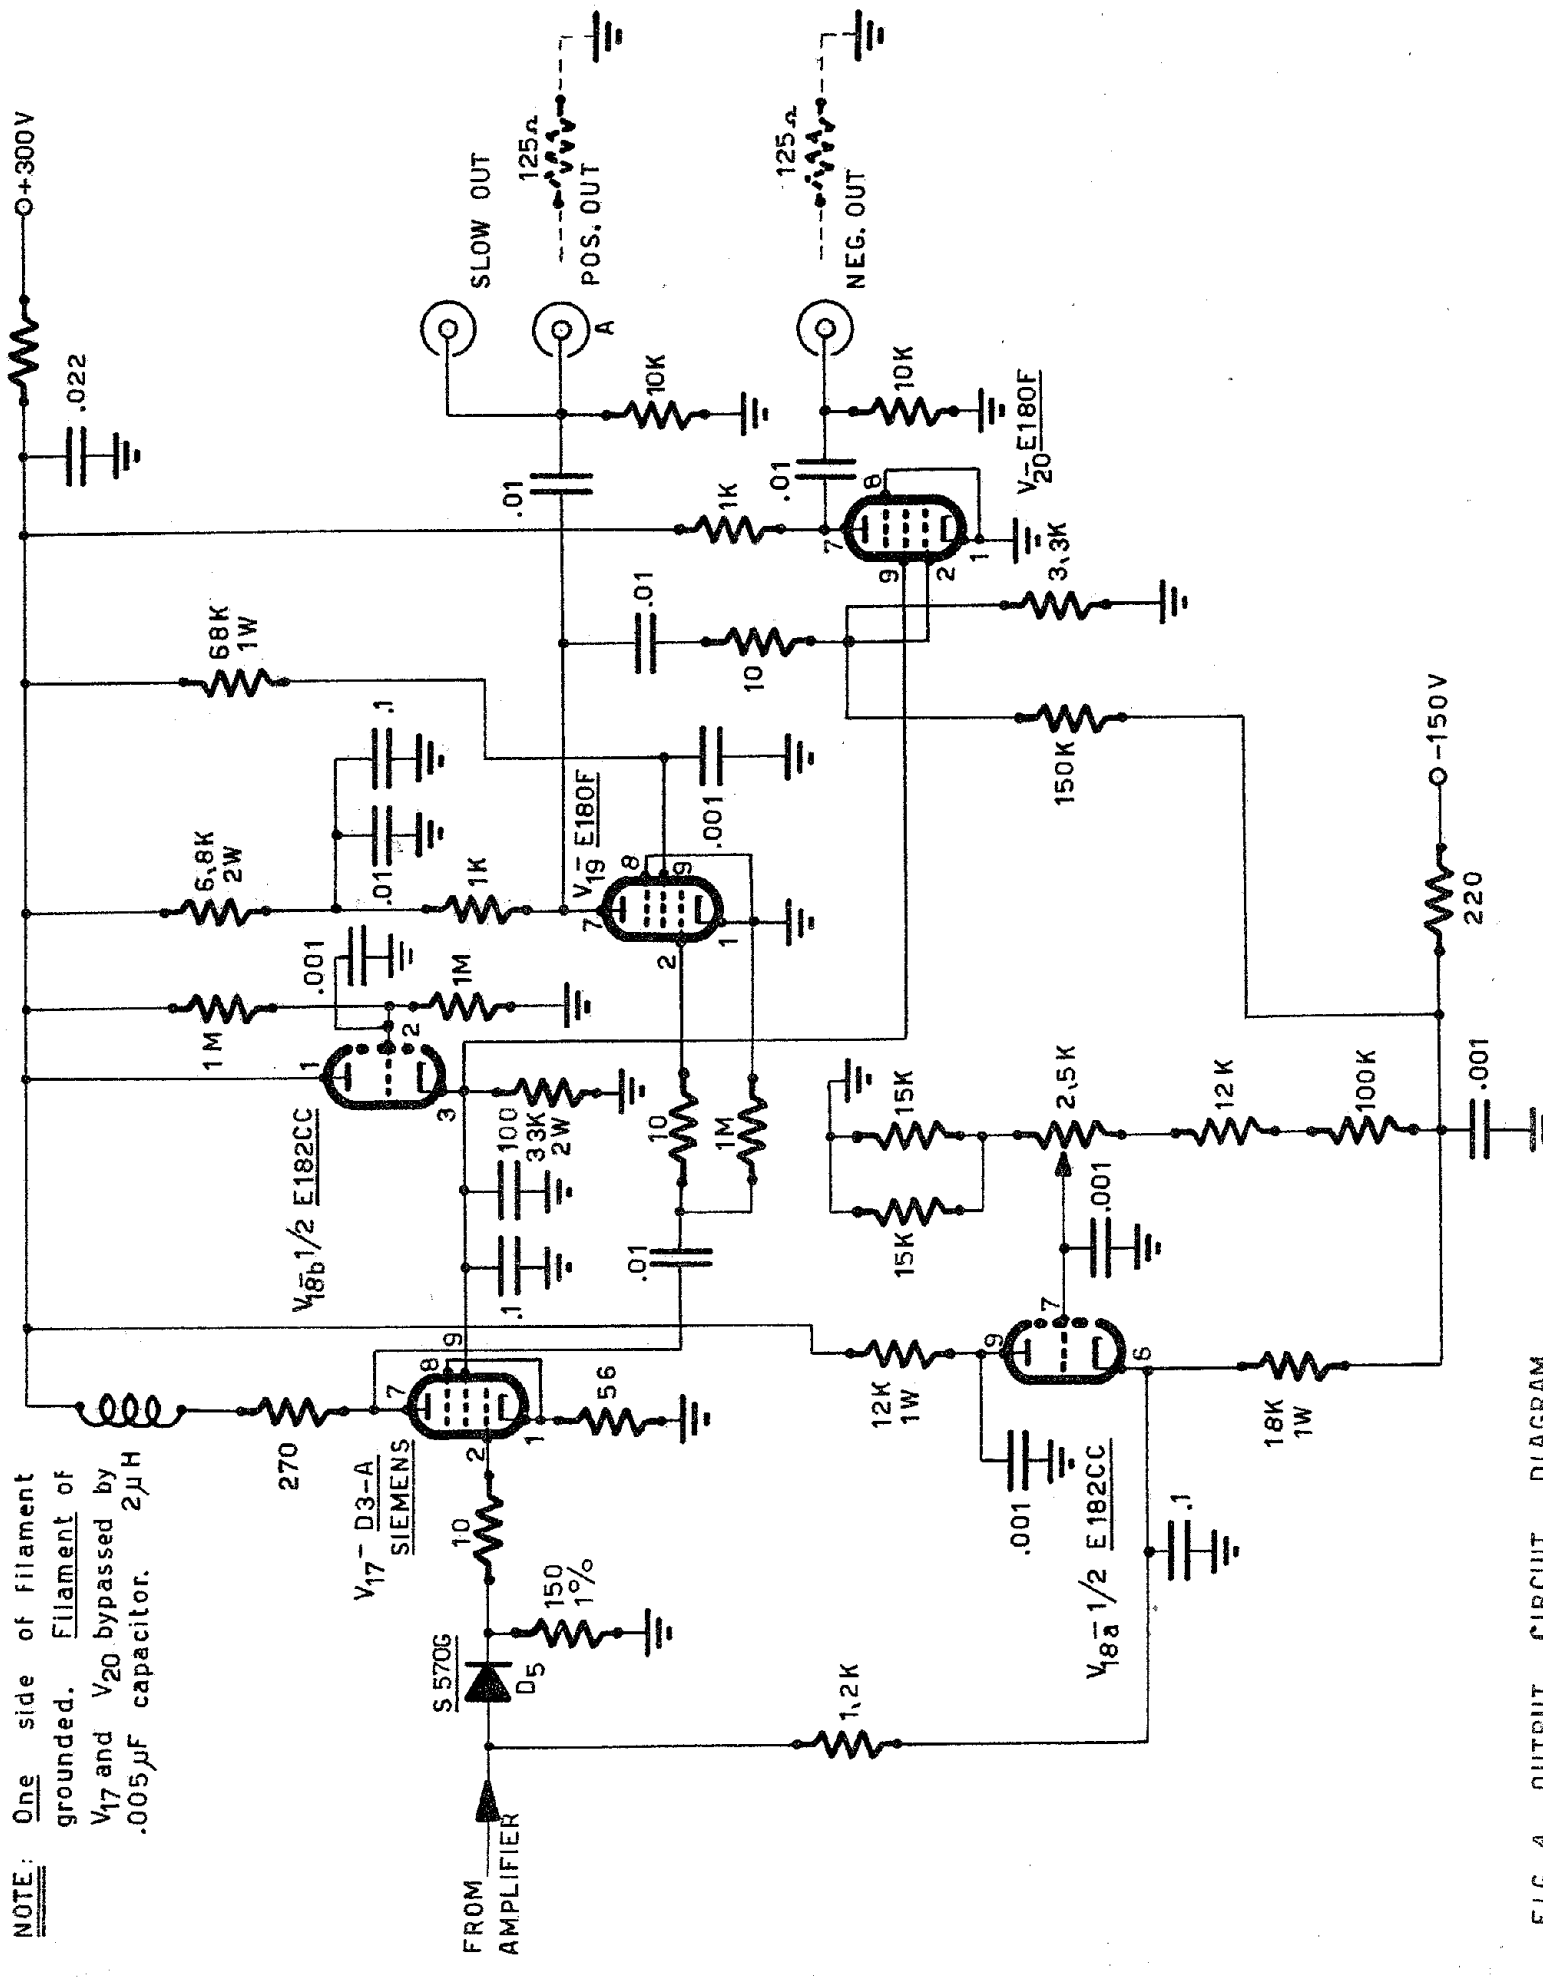 NOTE: One side of filament
grounded. Filament of
V17 and V20 bypassed by
.005μF capacitor.
2μH
270
V17- D3-A
SIEMENS
10
2
7
8
9
1
56
S 570G
D5
150
1%
FROM
AMPLIFIER
1.2K
V18b-1/2 E182CC
1
2
3
1M
.001
1M
.1
100
33K
2W
.01
10
1M
6.8K
2W
.01
.1
1K
V19- E180F
7
8
9
2
1
.001
68K
1W
.01
.01
10
1K
.022
+300V
SLOW OUT
A
POS. OUT
125Ω
10K
.01
NEG. OUT
125Ω
10K
V20- E180F
7
8
9
2
1
3.3K
150K
-150V
220
15K
15K
2.5K
12K
100K
.001
.001
12K
1W
9
7
6
.001
18K
1W
V18a-1/2 E182CC
.1
FIG. 4 OUTPUT CIRCUIT DIAGRAM